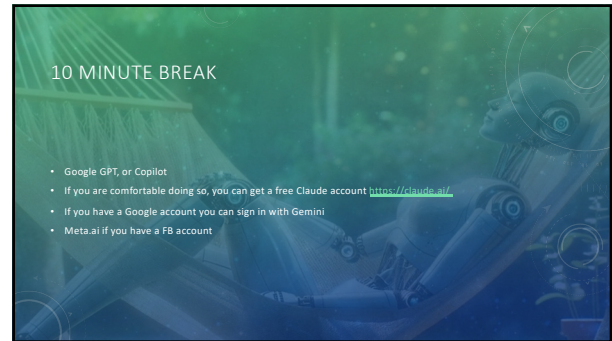 10 MINUTE BREAK
• Google GPT, or Copilot
• If you are comfortable doing so, you can get a free Claude account https://claude.ai/
• If you have a Google account you can sign in with Gemini
• Meta.ai if you have a FB account